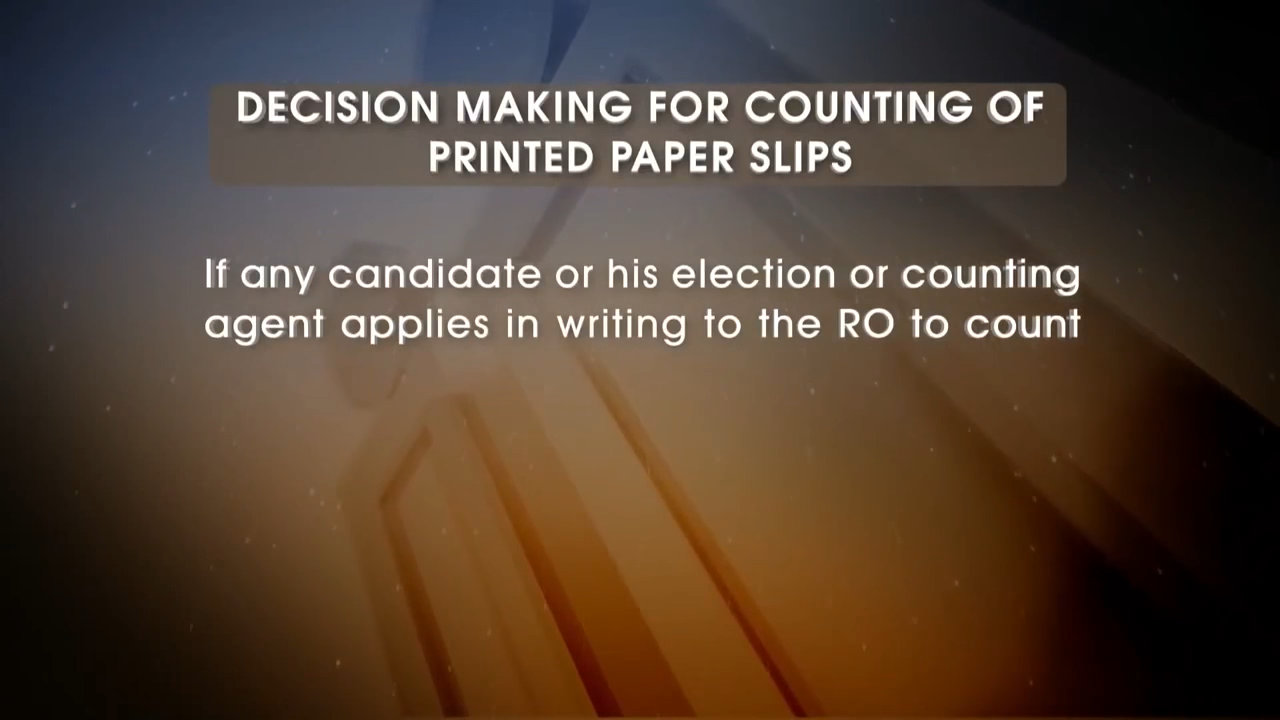 DECISION MAKING FOR COUNTING OF
PRINTED PAPER SLIPS
If any candidate or his election or counting
agent applies in writing to the RO to count